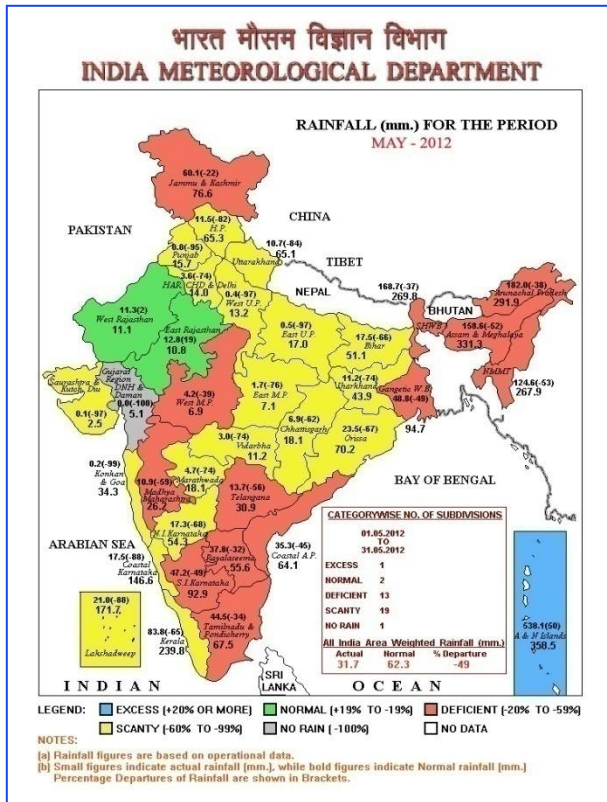 भारत मौसम विज्ञान विभाग
INDIA METEOROLOGICAL DEPARTMENT
RAINFALL (mm.) FOR THE PERIOD
MAY - 2012
60.1(-22)
Jammu & Kashmir
76.6
CHINA
PAKISTAN
11.5(-82)
H.P.
65.3
0.8(-95)
Punjab
15.7
10.7(-84)
65.1
Uttarakhand
TIBET
3.6(-74)
HAR. CHD & Delhi
14.0
NEPAL
0.4(-97)
West U.P.
13.2
168.7(-37)
269.8
BHUTAN
182.0(-38)
Arunachal Pradesh
291.9
11.3(2)
West Rajasthan
11.1
East Rajasthan
12.8(19)
10.8
0.5(-97)
East U.P.
17.0
17.5(-66)
Bihar
51.1
SHWB
158.6(-52)
Assam & Meghalaya
331.3
NMMT
124.6(-53)
267.9
Saurashtra &
Kutch, Diu
0.1(-97)
2.5
Gujarat
Region
DNH &
Daman
0.0(-100)
5.1
4.2(-39)
West M.P.
6.9
1.7(-76)
East M.P.
7.1
11.2(-74)
Jharkhand
43.9
Gangetic W.B.
48.8(-49)
94.7
6.9(-62)
Chhattisgarh
18.1
23.5(-67)
Orissa
70.2
3.0(-74)
Vidarbha
11.2
0.2(-99)
Konkan
& Goa
34.3
10.9(-59)
Madhya
Maharashtra
26.2
4.7(-74)
Marathwada
18.1
13.7(-56)
Telangana
30.9
BAY OF BENGAL
ARABIAN SEA
17.3(-68)
N.I.Karnataka
54.3
17.5(-88)
Coastal
Karnataka
146.6
37.8(-32)
Rayalaseema
55.6
35.3(-45)
Coastal A.P.
64.1
47.2(-49)
S.I.Karnataka
92.9
44.5(-34)
Tamilnadu &
Pondicherry
67.5
83.8(-65)
Kerala
239.8
171.7
Lakshadweep
538.1(50)
A & N Islands
358.5
CATEGORYWISE NO. OF SUBDIVISIONS
01.05.2012
TO
31.05.2012
EXCESS 1
NORMAL 2
DEFICIENT 13
SCANTY 19
NO RAIN 1
All India Area Weighted Rainfall (mm.)
Actual Normal % Departure
31.7 62.3 -49
SRI
LANKA
INDIAN OCEAN
LEGEND: EXCESS (+20% OR MORE) NORMAL (+19% TO -19%) DEFICIENT (-20% TO -59%)
SCANTY (-60% TO -99%) NO RAIN (-100%) NO DATA
NOTES:
(a) Rainfall figures are based on operational data.
(b) Small figures indicate actual rainfall (mm.), while bold figures indicate Normal rainfall (mm.)
Percentage Departures of Rainfall are shown in Brackets.